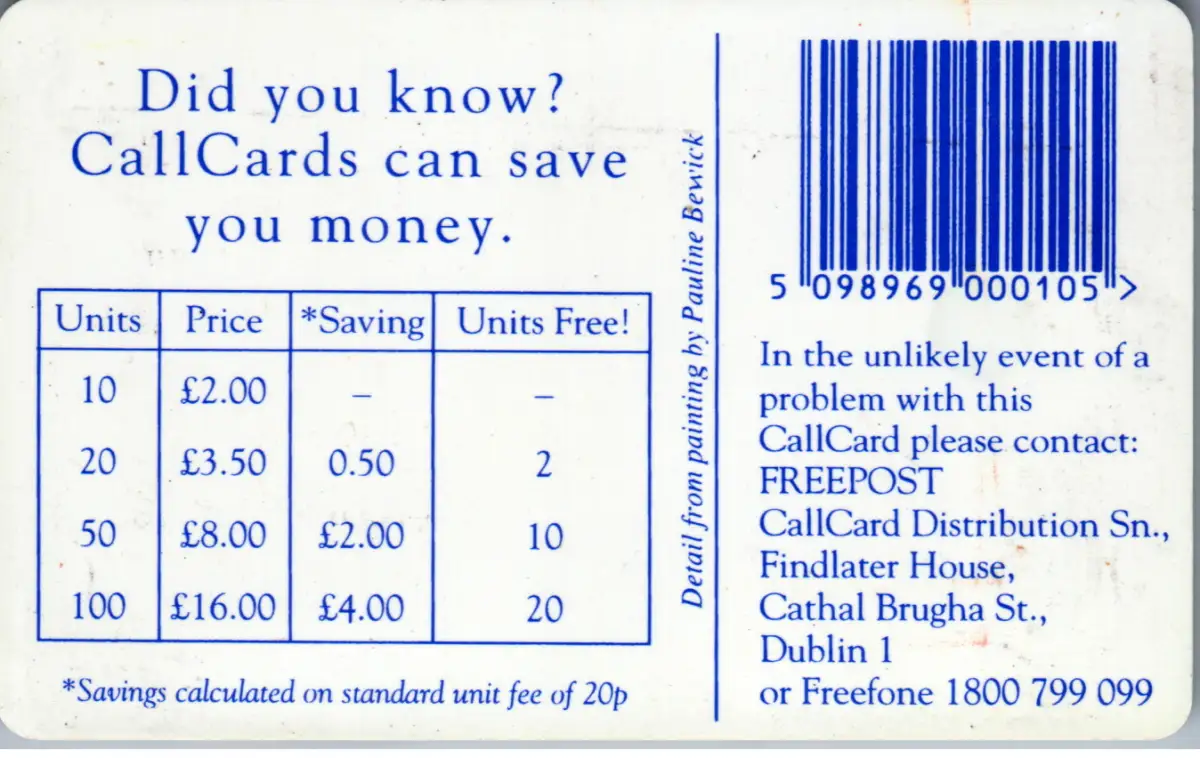 Did you know?
CallCards can save
you money.
Units Price *Saving Units Free!
10 £2.00 – –
20 £3.50 0.50 2
50 £8.00 £2.00 10
100 £16.00 £4.00 20
*Savings calculated on standard unit fee of 20p
Detail from painting by Pauline Bewick
5 098969 000105 >
In the unlikely event of a
problem with this
CallCard please contact:
FREEPOST
CallCard Distribution Sn.,
Findlater House,
Cathal Brugha St.,
Dublin 1
or Freefone 1800 799 099